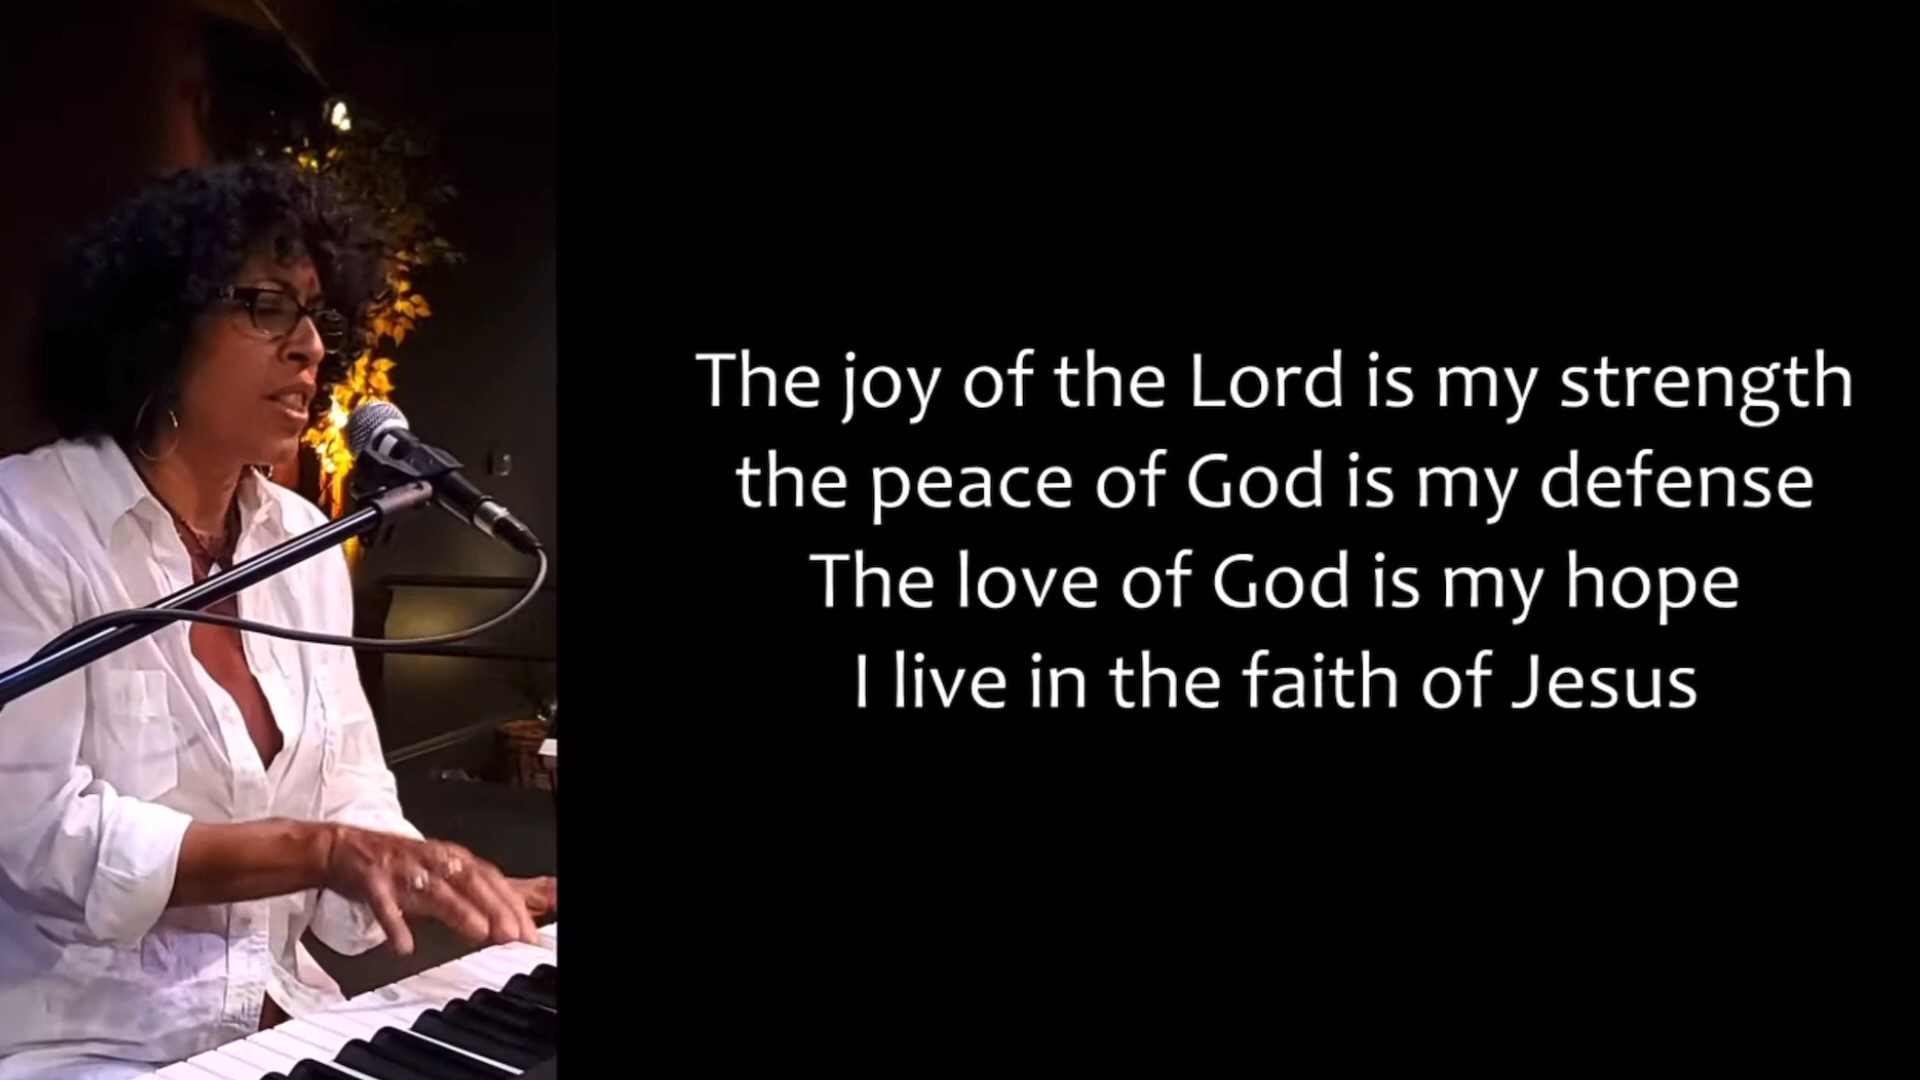 The joy of the Lord is my strength
the peace of God is my defense
The love of God is my hope
I live in the faith of Jesus